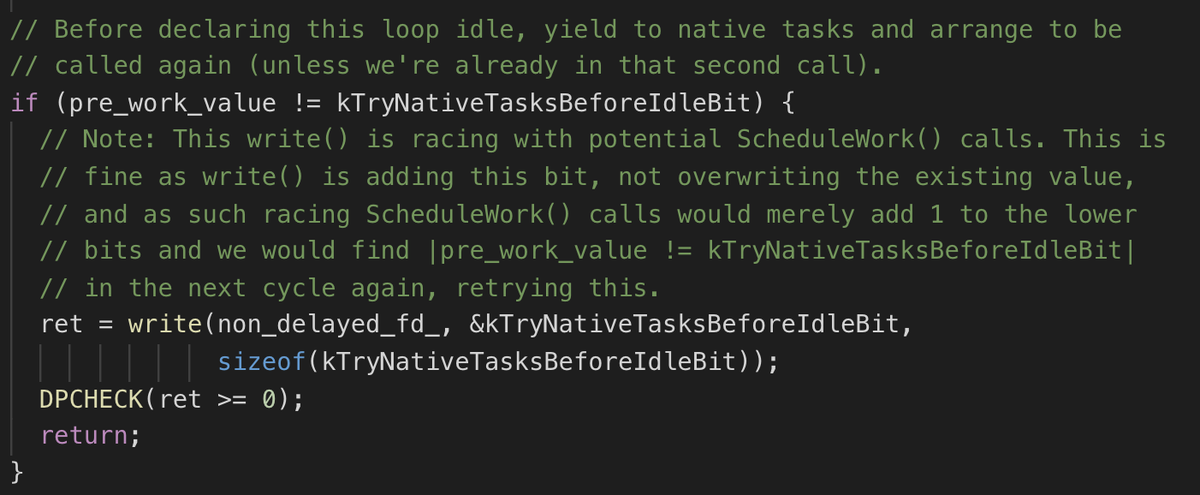 // Before declaring this loop idle, yield to native tasks and arrange to be
// called again (unless we're already in that second call).
if (pre_work_value != kTryNativeTasksBeforeIdleBit) {
// Note: This write() is racing with potential ScheduleWork() calls. This is
// fine as write() is adding this bit, not overwriting the existing value,
// and as such racing ScheduleWork() calls would merely add 1 to the lower
// bits and we would find |pre_work_value != kTryNativeTasksBeforeIdleBit|
// in the next cycle again, retrying this.
ret = write(non_delayed_fd_, &kTryNativeTasksBeforeIdleBit,
sizeof(kTryNativeTasksBeforeIdleBit));
DPCHECK(ret >= 0);
return;
}